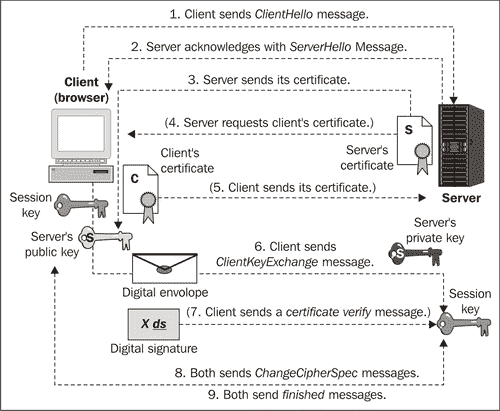 1. Client sends ClientHello message.
2. Server acknowledges with ServerHello Message.
Client
(browser)
3. Server sends its certificate.
(4. Server requests client's certificate.)
S
Server's
certificate
Server
Client's
certificate
C
(5. Client sends its certificate.)
Session
key
Server's
public key
S
6. Client sends
ClientKeyExchange message.
Server's
private key
S
Digital envolope
Session
key
X ds
(7. Client sends a certificate verify message.)
Digital signature
8. Both sends ChangeCipherSpec messages.
9. Both send finished messages.